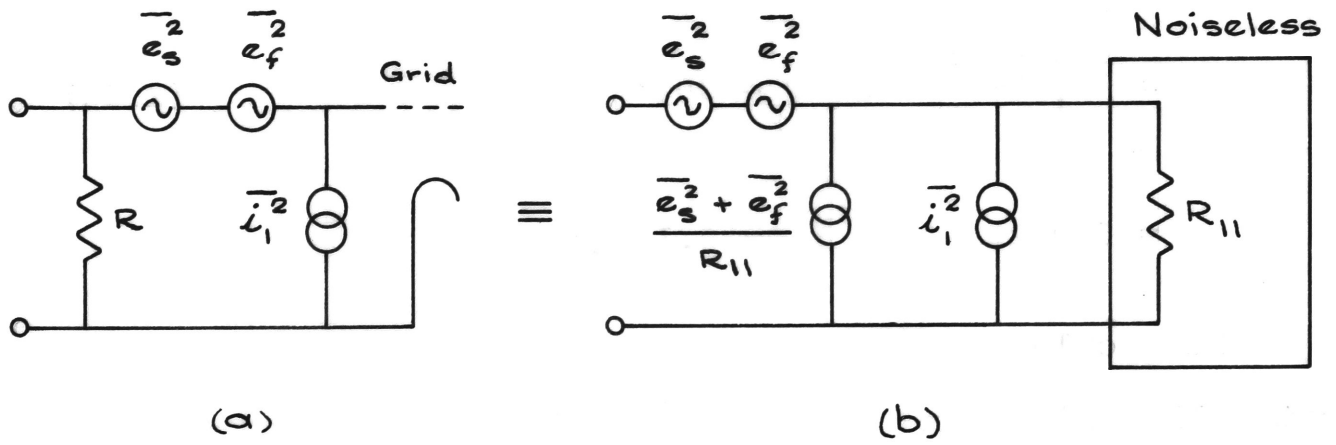 e_s^2 e_f^2
Grid
R
i_1^2
≡
(a)
Noiseless
e_s^2 e_f^2
e_s^2 + e_f^2
R_11
i_1^2
R_11
(b)